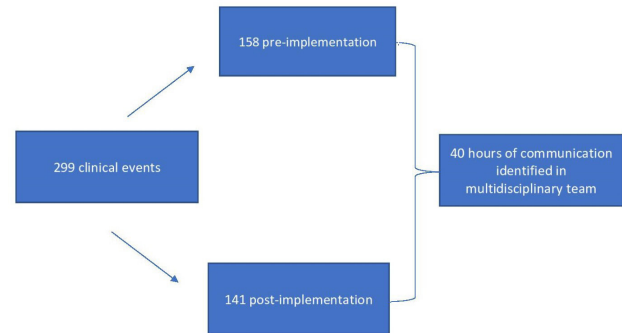 158 pre-implementation
299 clinical events
40 hours of communication
identified in
multidisciplinary team
141 post-implementation